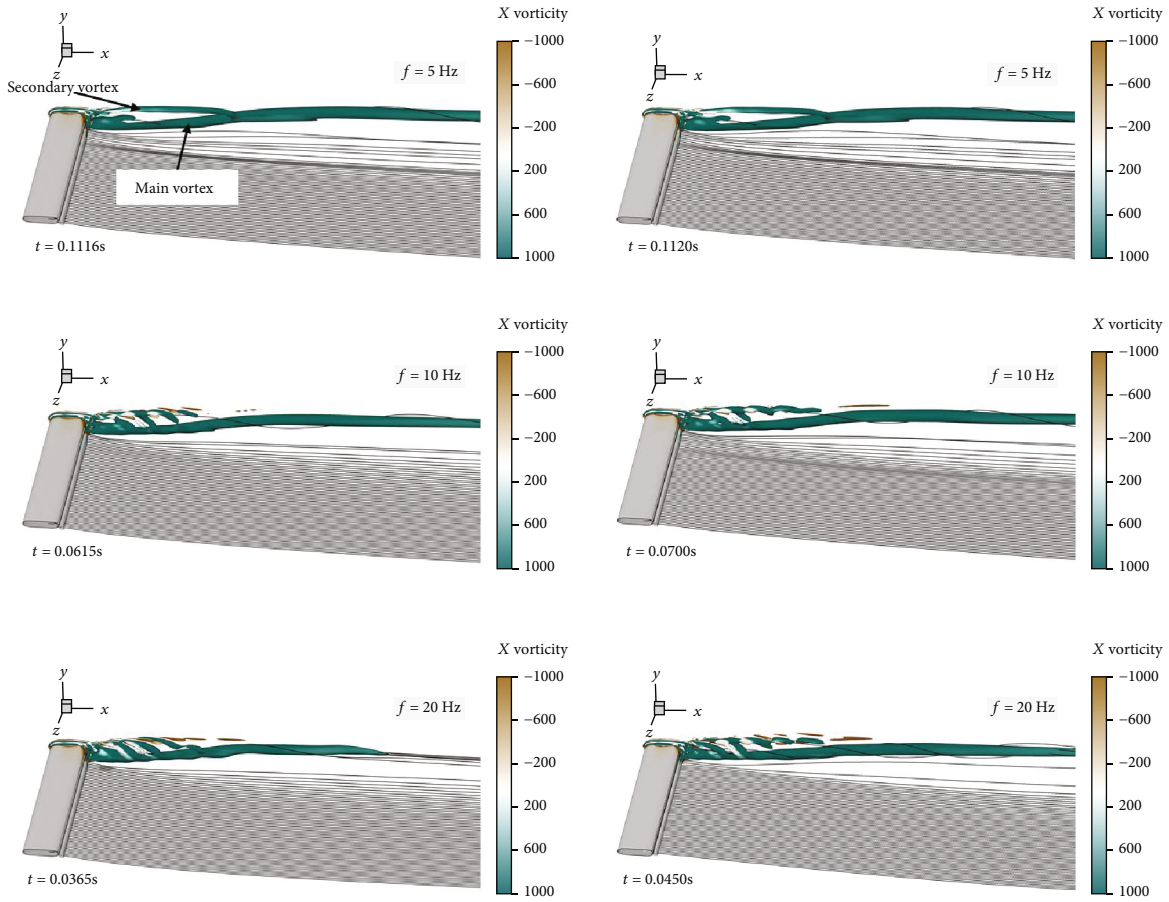 X vorticity
y
x
z
f = 5 Hz
Secondary vortex
Main vortex
t = 0.1116s
−1000
−600
−200
200
600
1000
X vorticity
y
x
z
f = 5 Hz
t = 0.1120s
−1000
−600
−200
200
600
1000
X vorticity
y
x
z
f = 10 Hz
t = 0.0615s
−1000
−600
−200
200
600
1000
X vorticity
y
x
z
f = 10 Hz
t = 0.0700s
−1000
−600
−200
200
600
1000
X vorticity
y
x
z
f = 20 Hz
t = 0.0365s
−1000
−600
−200
200
600
1000
X vorticity
y
x
z
f = 20 Hz
t = 0.0450s
−1000
−600
−200
200
600
1000